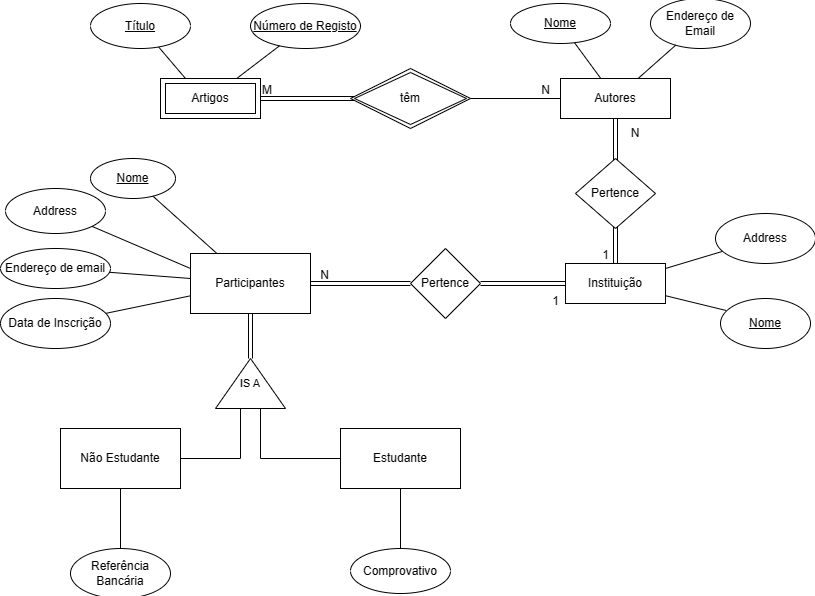 Título
Número de Registo
Nome
Endereço de
Email
Artigos
M
têm
N
Autores
N
Nome
Pertence
Address
Address
1
Endereço de email
Participantes
N
Pertence
1
Instituição
Data de Inscrição
Nome
IS A
Não Estudante
Estudante
Referência
Bancária
Comprovativo